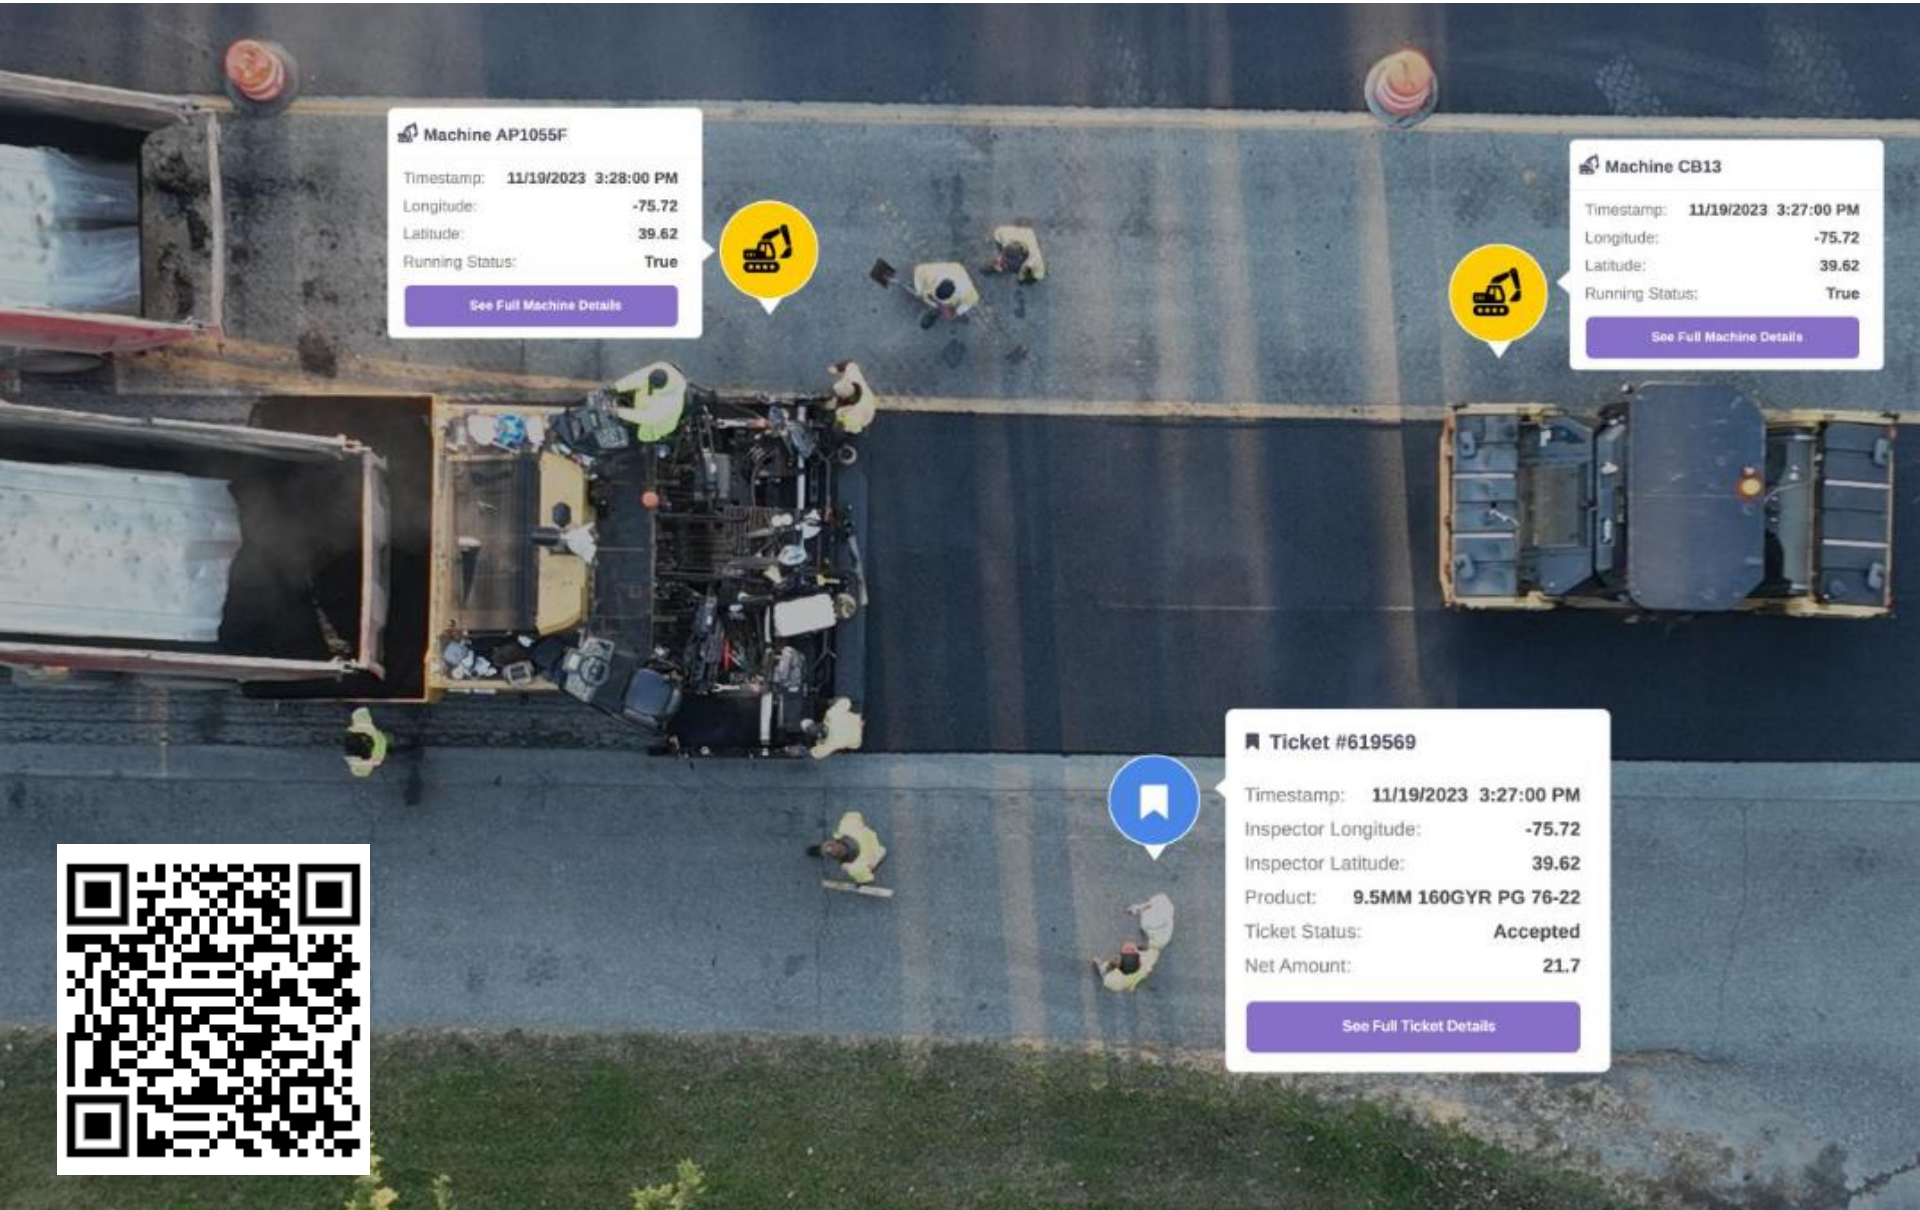 Machine AP1055F
Timestamp: 11/19/2023 3:28:00 PM
Longitude: -75.72
Latitude: 39.62
Running Status: True
See Full Machine Details
Machine CB13
Timestamp: 11/19/2023 3:27:00 PM
Longitude: -75.72
Latitude: 39.62
Running Status: True
See Full Machine Details
Ticket #619569
Timestamp: 11/19/2023 3:27:00 PM
Inspector Longitude: -75.72
Inspector Latitude: 39.62
Product: 9.5MM 160GYR PG 76-22
Ticket Status: Accepted
Net Amount: 21.7
See Full Ticket Details